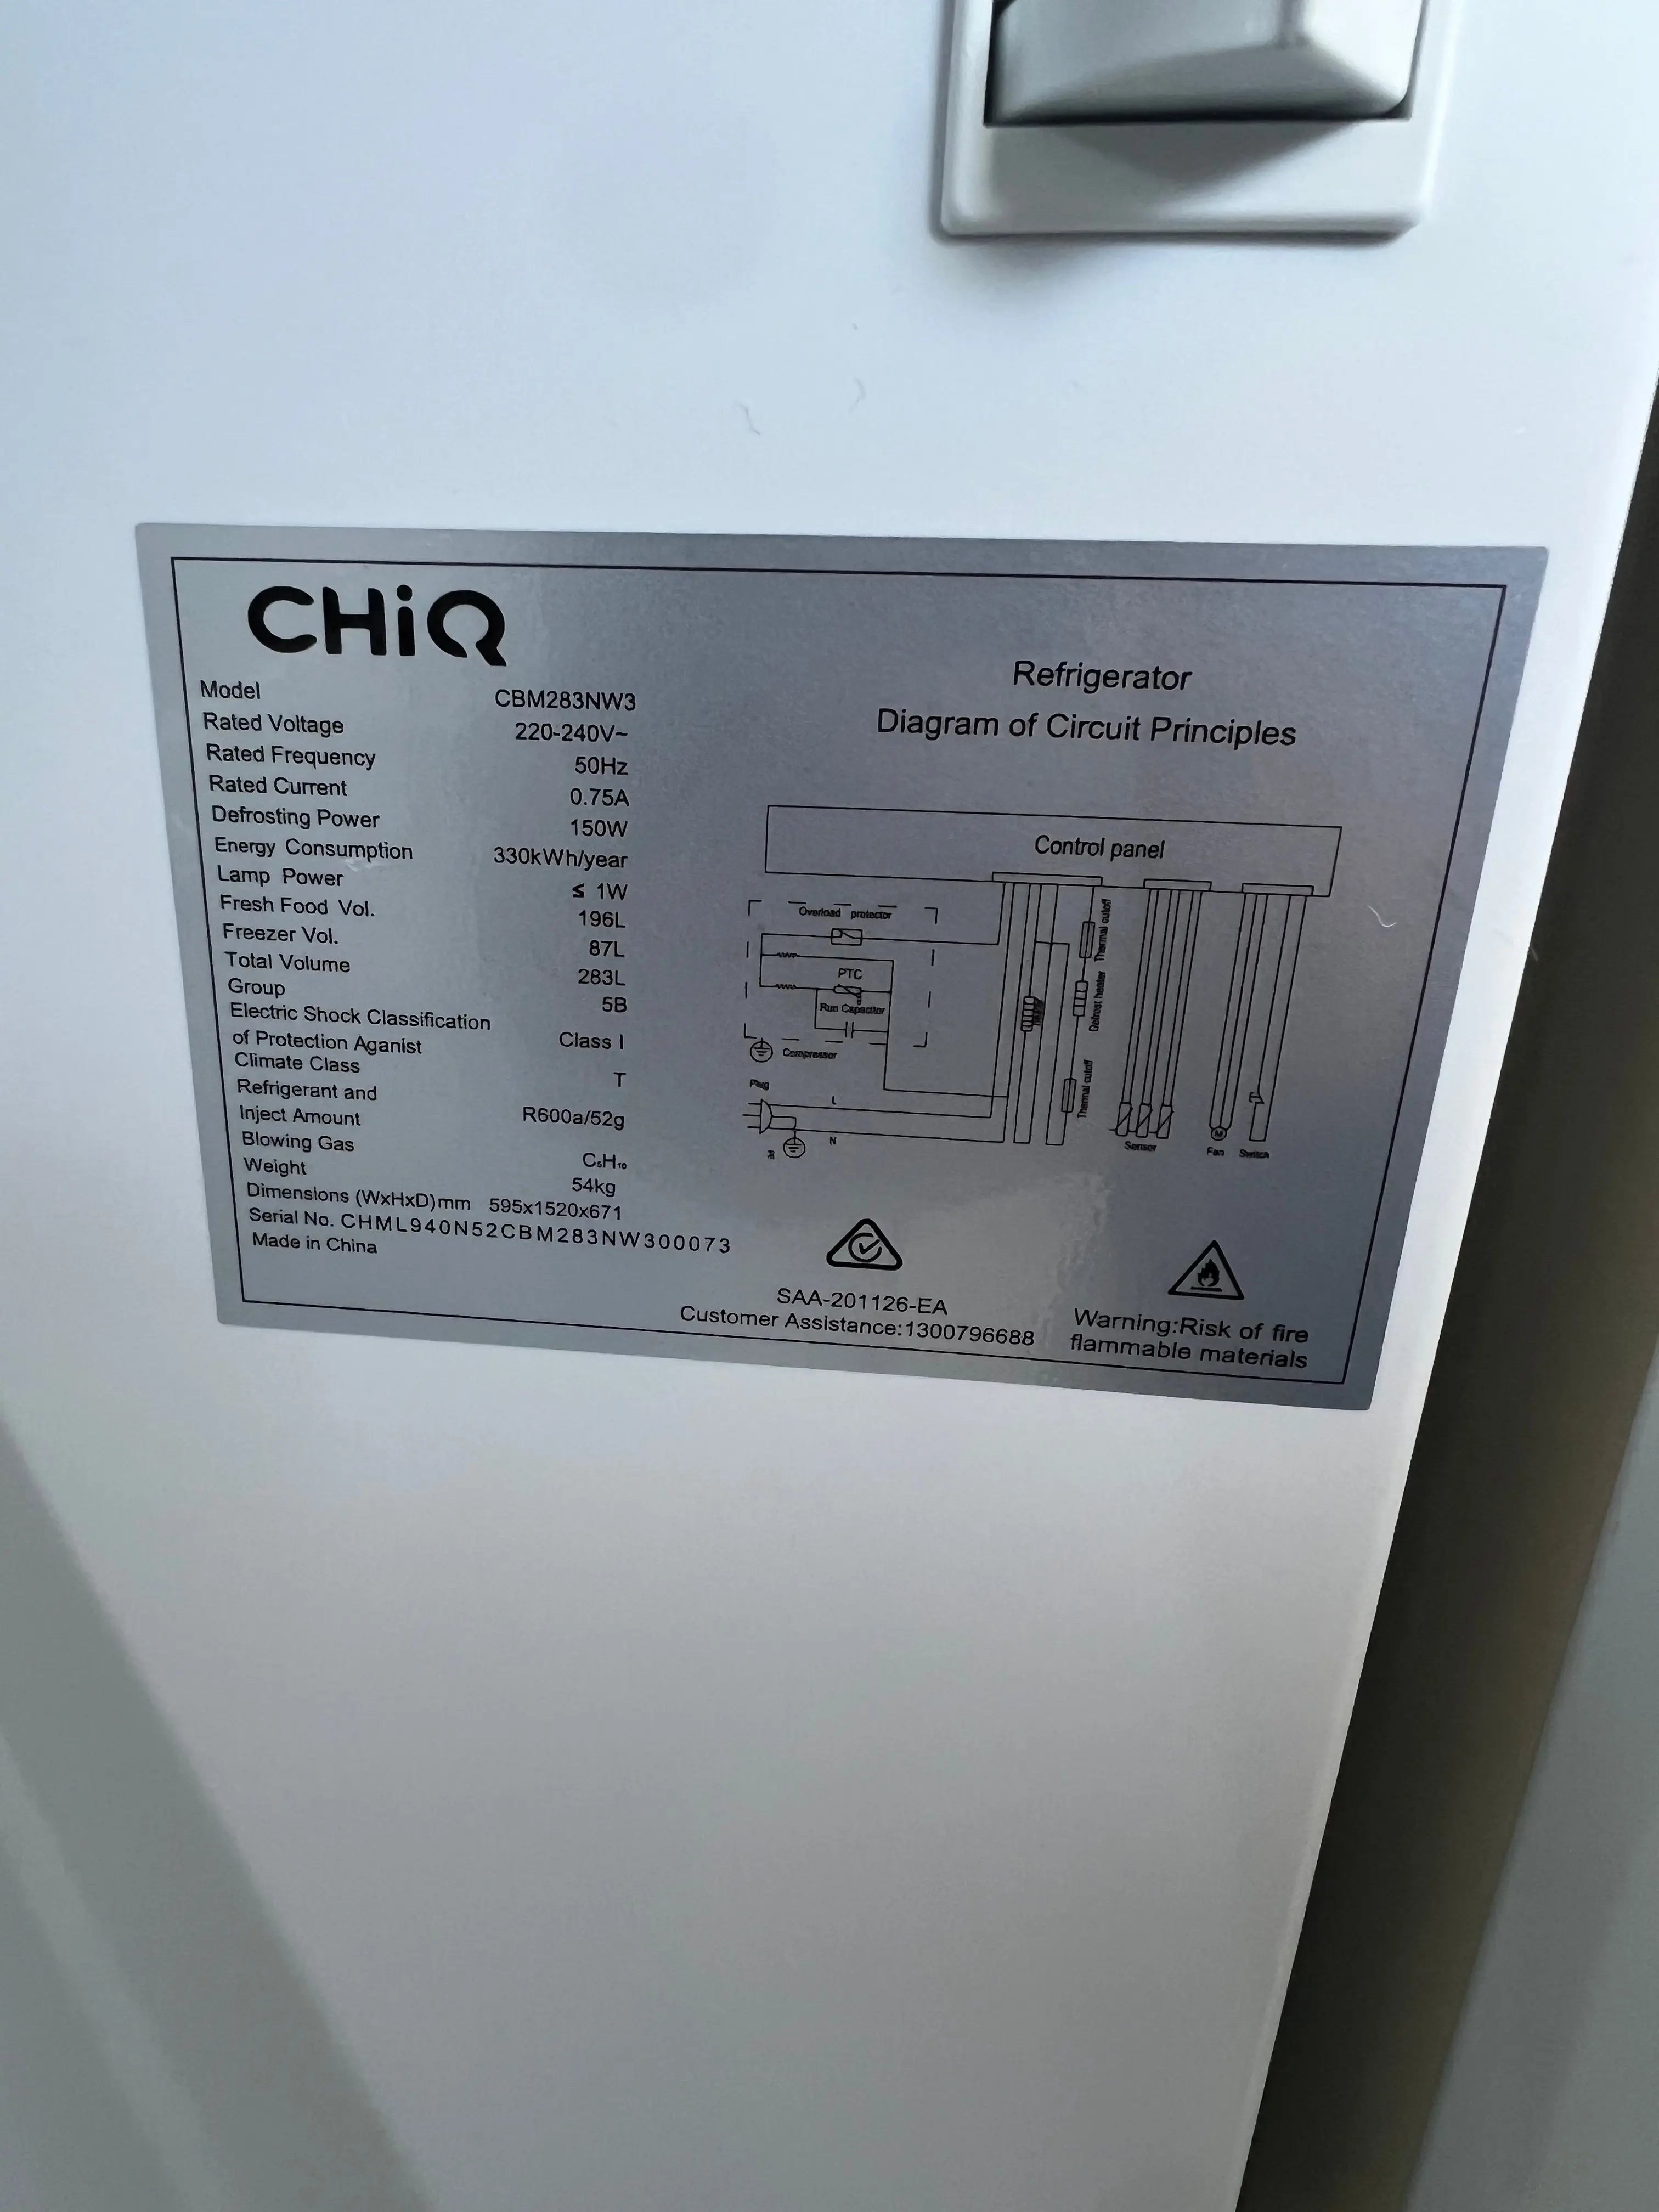 CHiQ
Model CBM283NW3
Rated Voltage 220-240V~
Rated Frequency 50Hz
Rated Current 0.75A
Defrosting Power 150W
Energy Consumption 330kWh/year
Lamp Power ≤ 1W
Fresh Food Vol. 196L
Freezer Vol. 87L
Total Volume 283L
Group 5B
Electric Shock Classification
of Protection Aganist Class I
Climate Class T
Refrigerant and
Inject Amount R600a/52g
Blowing Gas C₅H₁₀
Weight 54kg
Dimensions (WxHxD)mm 595x1520x671
Serial No. CHML940N52CBM283NW300073
Made in China
Refrigerator
Diagram of Circuit Principles
Control panel
Overload protector
PTC
Run Capacitor
Compressor
Plug
L
N
Thermal cutoff
Defrost heater
Thermal cutoff
Sensor
M
Fan
Switch
SAA-201126-EA
Customer Assistance:1300796688
Warning:Risk of fire
flammable materials